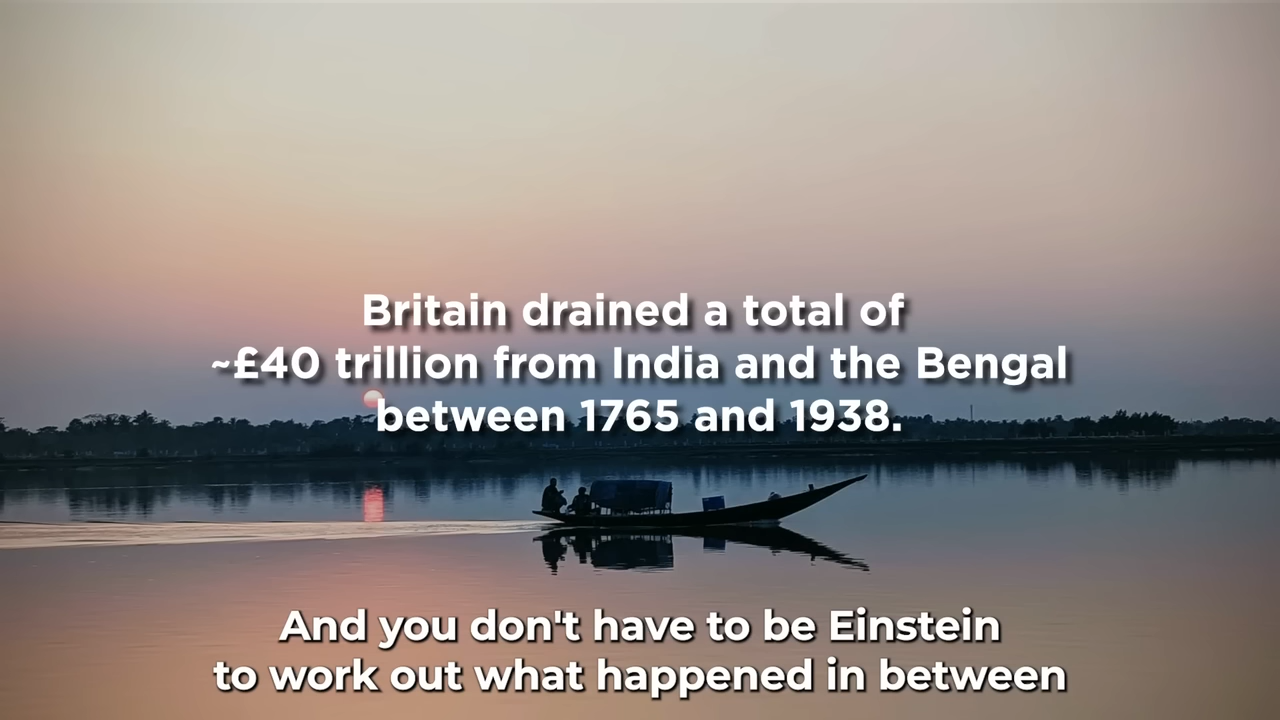 Britain drained a total of
~£40 trillion from India and the Bengal
between 1765 and 1938.
And you don't have to be Einstein
to work out what happened in between